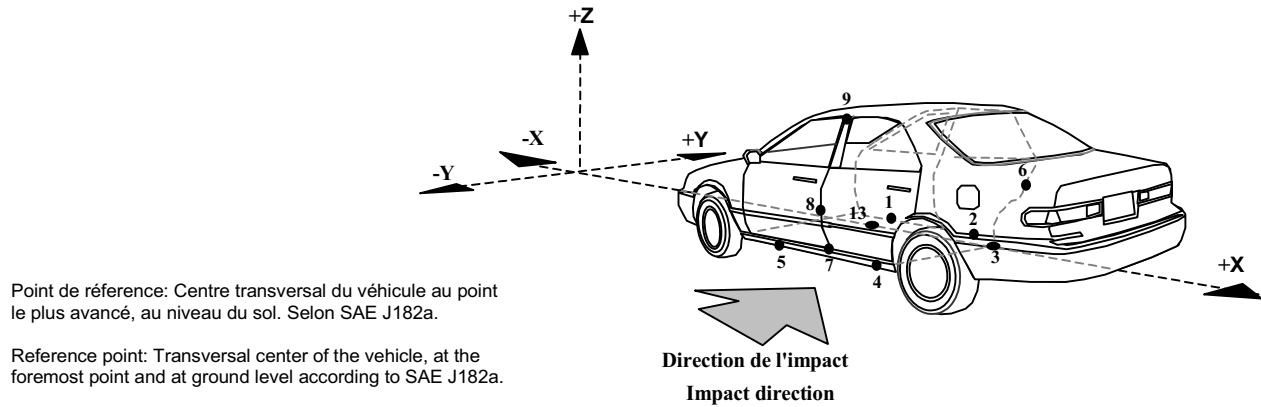 +Z
9
-X
+Y
-Y
6
8
13
1
2
3
5
7
4
+X
Point de réference: Centre transversal du véhicule au point
le plus avancé, au niveau du sol. Selon SAE J182a.
Reference point: Transversal center of the vehicle, at the
foremost point and at ground level according to SAE J182a.
Direction de l'impact
Impact direction